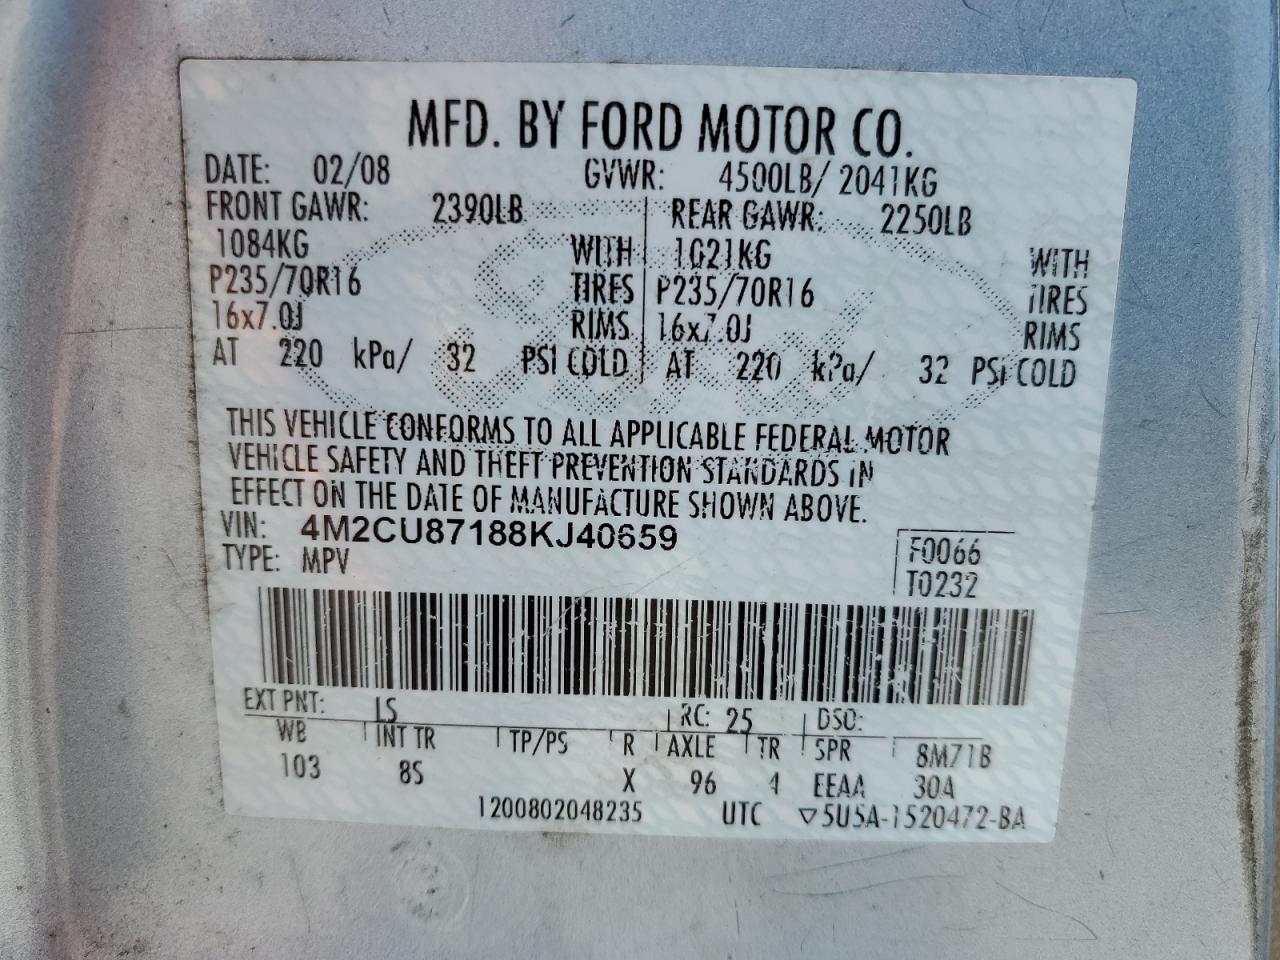 MFD. BY FORD MOTOR CO.
DATE: 02/08 GVWR: 4500LB/ 2041KG
FRONT GAWR: 2390LB REAR GAWR: 2250LB
1084KG WITH 1021KG WITH
P235/70R16 TIRES P235/70R16 TIRES
16x7.0J RIMS 16x7.0J RIMS
AT 220 kPa/ 32 PSI COLD AT 220 kPa/ 32 PSI COLD
THIS VEHICLE CONFORMS TO ALL APPLICABLE FEDERAL MOTOR
VEHICLE SAFETY AND THEFT PREVENTION STANDARDS IN
EFFECT ON THE DATE OF MANUFACTURE SHOWN ABOVE.
VIN: 4M2CU87188KJ40659
TYPE: MPV
F0066
T0232
EXT PNT: LS RC: 25 DSO:
WB INT TR TP/PS R AXLE TR SPR 8M71B
103 8S X 96 4 EEAA 30A
1200802048235 UTC ▽5U5A-1520472-BA